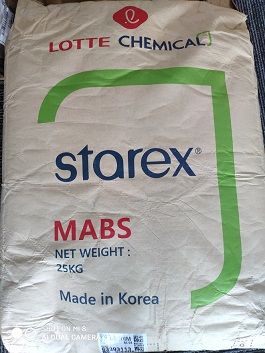 LOTTE CHEMICAL
starex®
MABS
NET WEIGHT :
25KG
Made in Korea